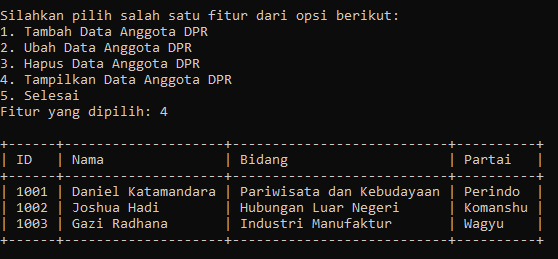 Silahkan pilih salah satu fitur dari opsi berikut:
1. Tambah Data Anggota DPR
2. Ubah Data Anggota DPR
3. Hapus Data Anggota DPR
4. Tampilkan Data Anggota DPR
5. Selesai
Fitur yang dipilih: 4
+------+--------------------+---------------------------+----------+
| ID   | Nama               | Bidang                    | Partai   |
+------+--------------------+---------------------------+----------+
| 1001 | Daniel Katamandara | Pariwisata dan Kebudayaan | Perindo  |
| 1002 | Joshua Hadi        | Hubungan Luar Negeri      | Komanshu |
| 1003 | Gazi Radhana       | Industri Manufaktur       | Wagyu    |
+------+--------------------+---------------------------+----------+